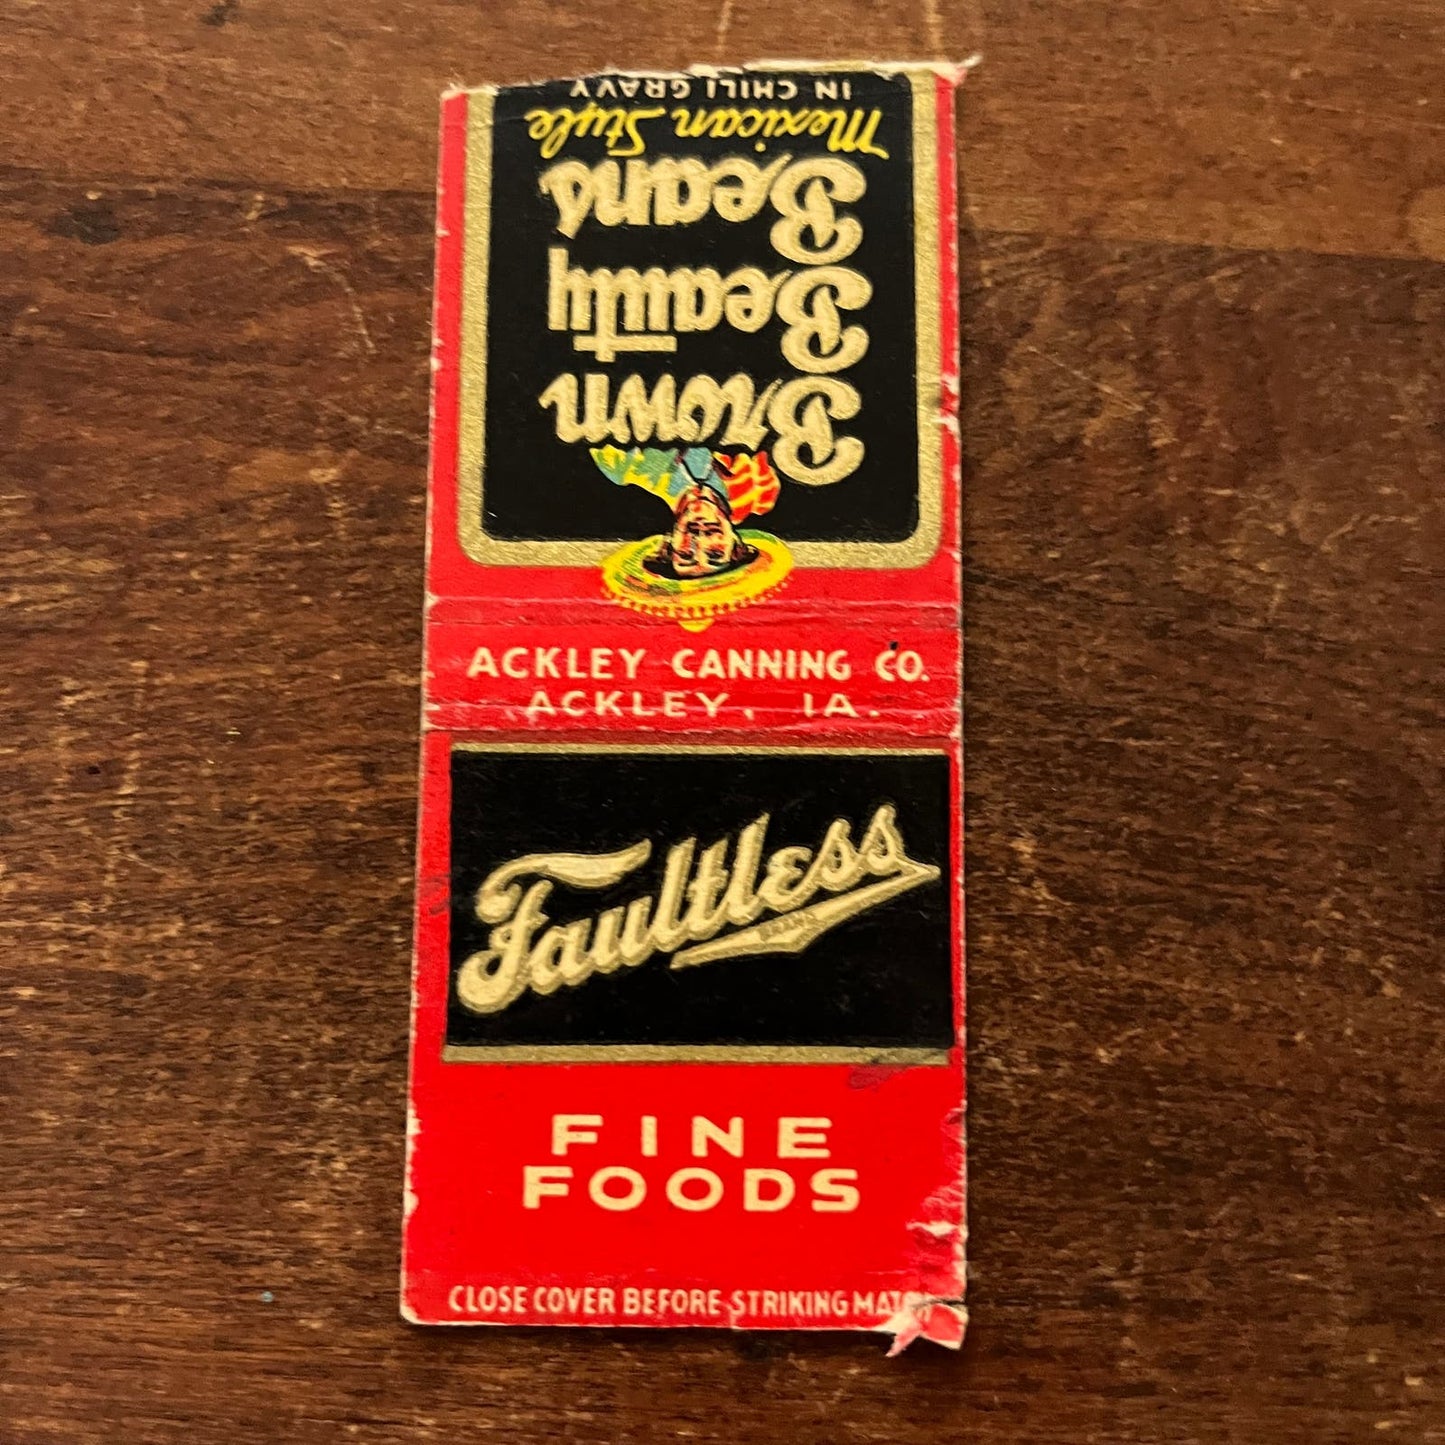 IN CHILI GRAVY
Mexican Style
Beans
Beauty
Brown
ACKLEY CANNING CO.
ACKLEY, IA.
Faultless
BRAND
FINE
FOODS
CLOSE COVER BEFORE STRIKING MATCH